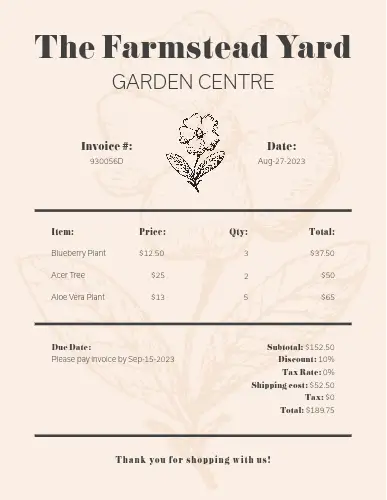 The Farmstead Yard
GARDEN CENTRE
Invoice #: Date:
930056D Aug-27-2023
Item: Price: Qty: Total:
Blueberry Plant $12.50 3 $37.50
Acer Tree $25 2 $50
Aloe Vera Plant $13 5 $65
Due Date: Subtotal: $152.50
Please pay invoice by Sep-15-2023 Discount: 10%
Tax Rate: 0%
Shipping cost: $52.50
Tax: $0
Total: $189.75
Thank you for shopping with us!